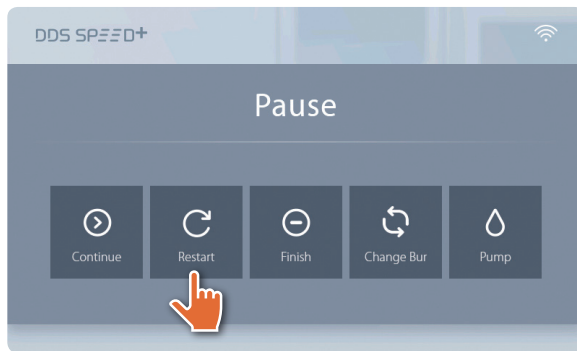 DDS SPEED+
Pause
Continue
Restart
Finish
Change Bur
Pump